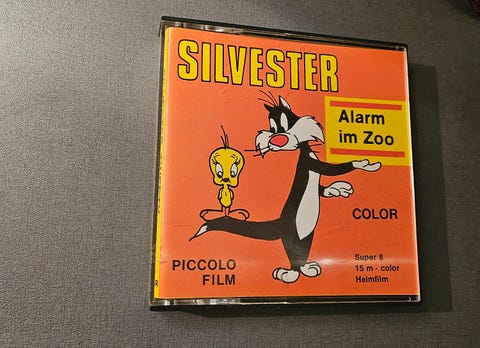 SILVESTER
Alarm
im Zoo
COLOR
PICCOLO
FILM
Super 8
15 m · color
Heimfilm